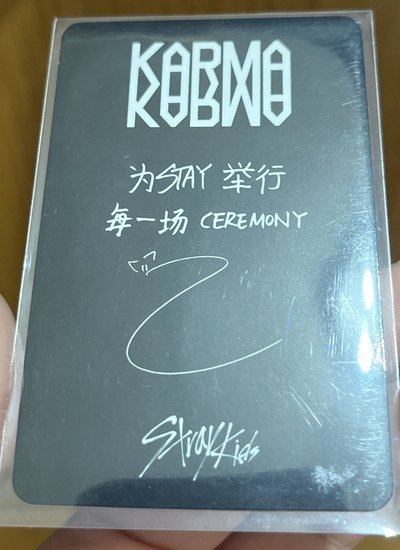 KARMA
为STAY 举行
每一场 CEREMONY
Stray Kids